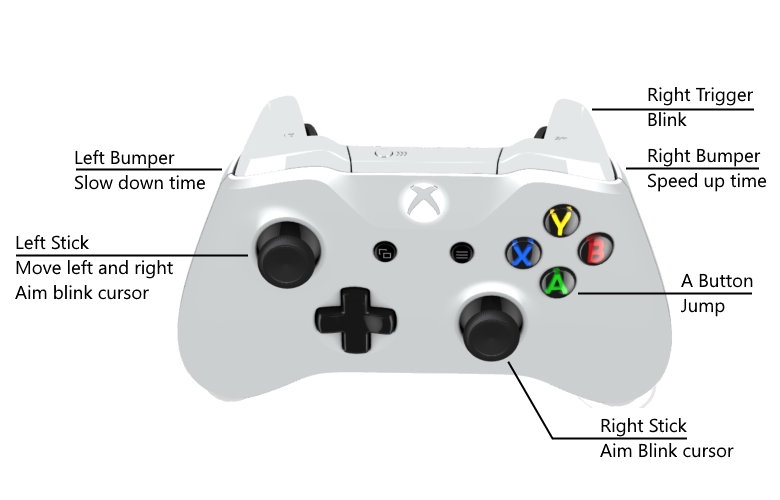 Right Trigger
Blink
Left Bumper
Slow down time
Right Bumper
Speed up time
Left Stick
Move left and right
Aim blink cursor
Y
X
B
A
A Button
Jump
Right Stick
Aim Blink cursor